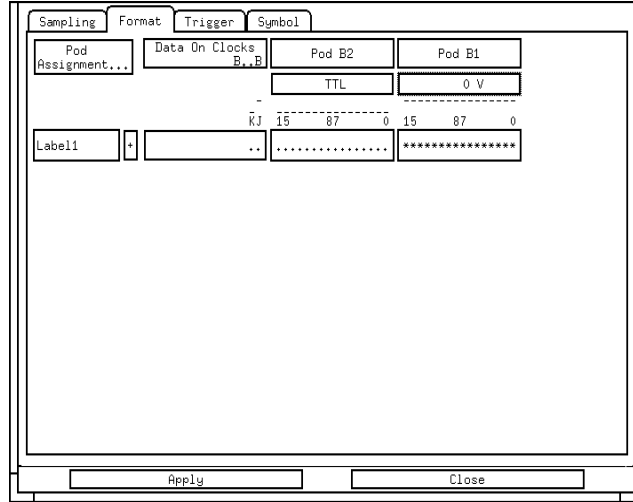 Sampling Format Trigger Symbol
Pod Assignment... Data On Clocks B..B Pod B2 Pod B1
TTL 0 V
- - ---------------- ----------------
KJ 15 87 0 15 87 0
Label1 + .. ................ ****************
Apply Close